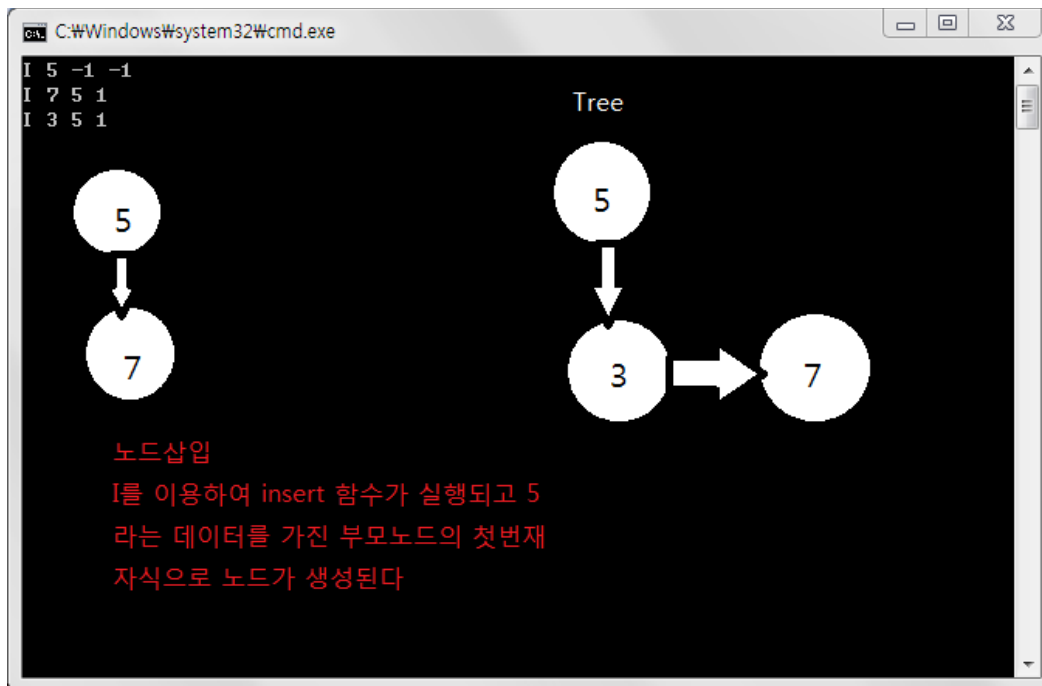 C:₩Windows₩system32₩cmd.exe
I 5 -1 -1
I 7 5 1
I 3 5 1
Tree
5
5
7
3
7
노드삽입
I를 이용하여 insert 함수가 실행되고 5
라는 데이터를 가진 부모노드의 첫번재
자식으로 노드가 생성된다